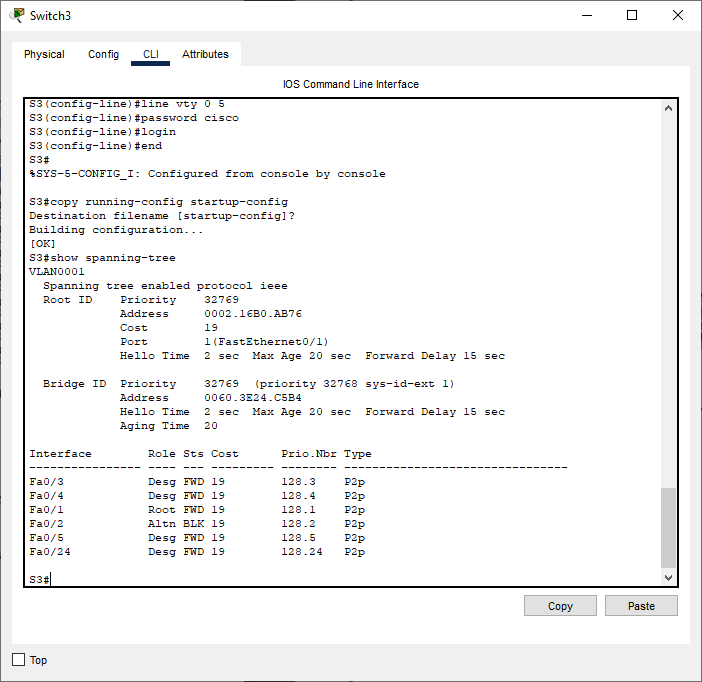 Switch3
Physical Config CLI Attributes
IOS Command Line Interface
S3(config-line)#line vty 0 5
S3(config-line)#password cisco
S3(config-line)#login
S3(config-line)#end
S3#
%SYS-5-CONFIG_I: Configured from console by console
S3#copy running-config startup-config
Destination filename [startup-config]?
Building configuration...
[OK]
S3#show spanning-tree
VLAN0001
  Spanning tree enabled protocol ieee
  Root ID    Priority    32769
             Address     0002.16B0.AB76
             Cost        19
             Port        1(FastEthernet0/1)
             Hello Time  2 sec  Max Age 20 sec  Forward Delay 15 sec
  Bridge ID  Priority    32769  (priority 32768 sys-id-ext 1)
             Address     0060.3E24.C5B4
             Hello Time  2 sec  Max Age 20 sec  Forward Delay 15 sec
             Aging Time  20
Interface        Role Sts Cost      Prio.Nbr Type
---------------- ---- --- --------- -------- --------------------------------
Fa0/3            Desg FWD 19        128.3    P2p
Fa0/4            Desg FWD 19        128.4    P2p
Fa0/1            Root FWD 19        128.1    P2p
Fa0/2            Altn BLK 19        128.2    P2p
Fa0/5            Desg FWD 19        128.5    P2p
Fa0/24           Desg FWD 19        128.24   P2p
S3#
Copy Paste
Top